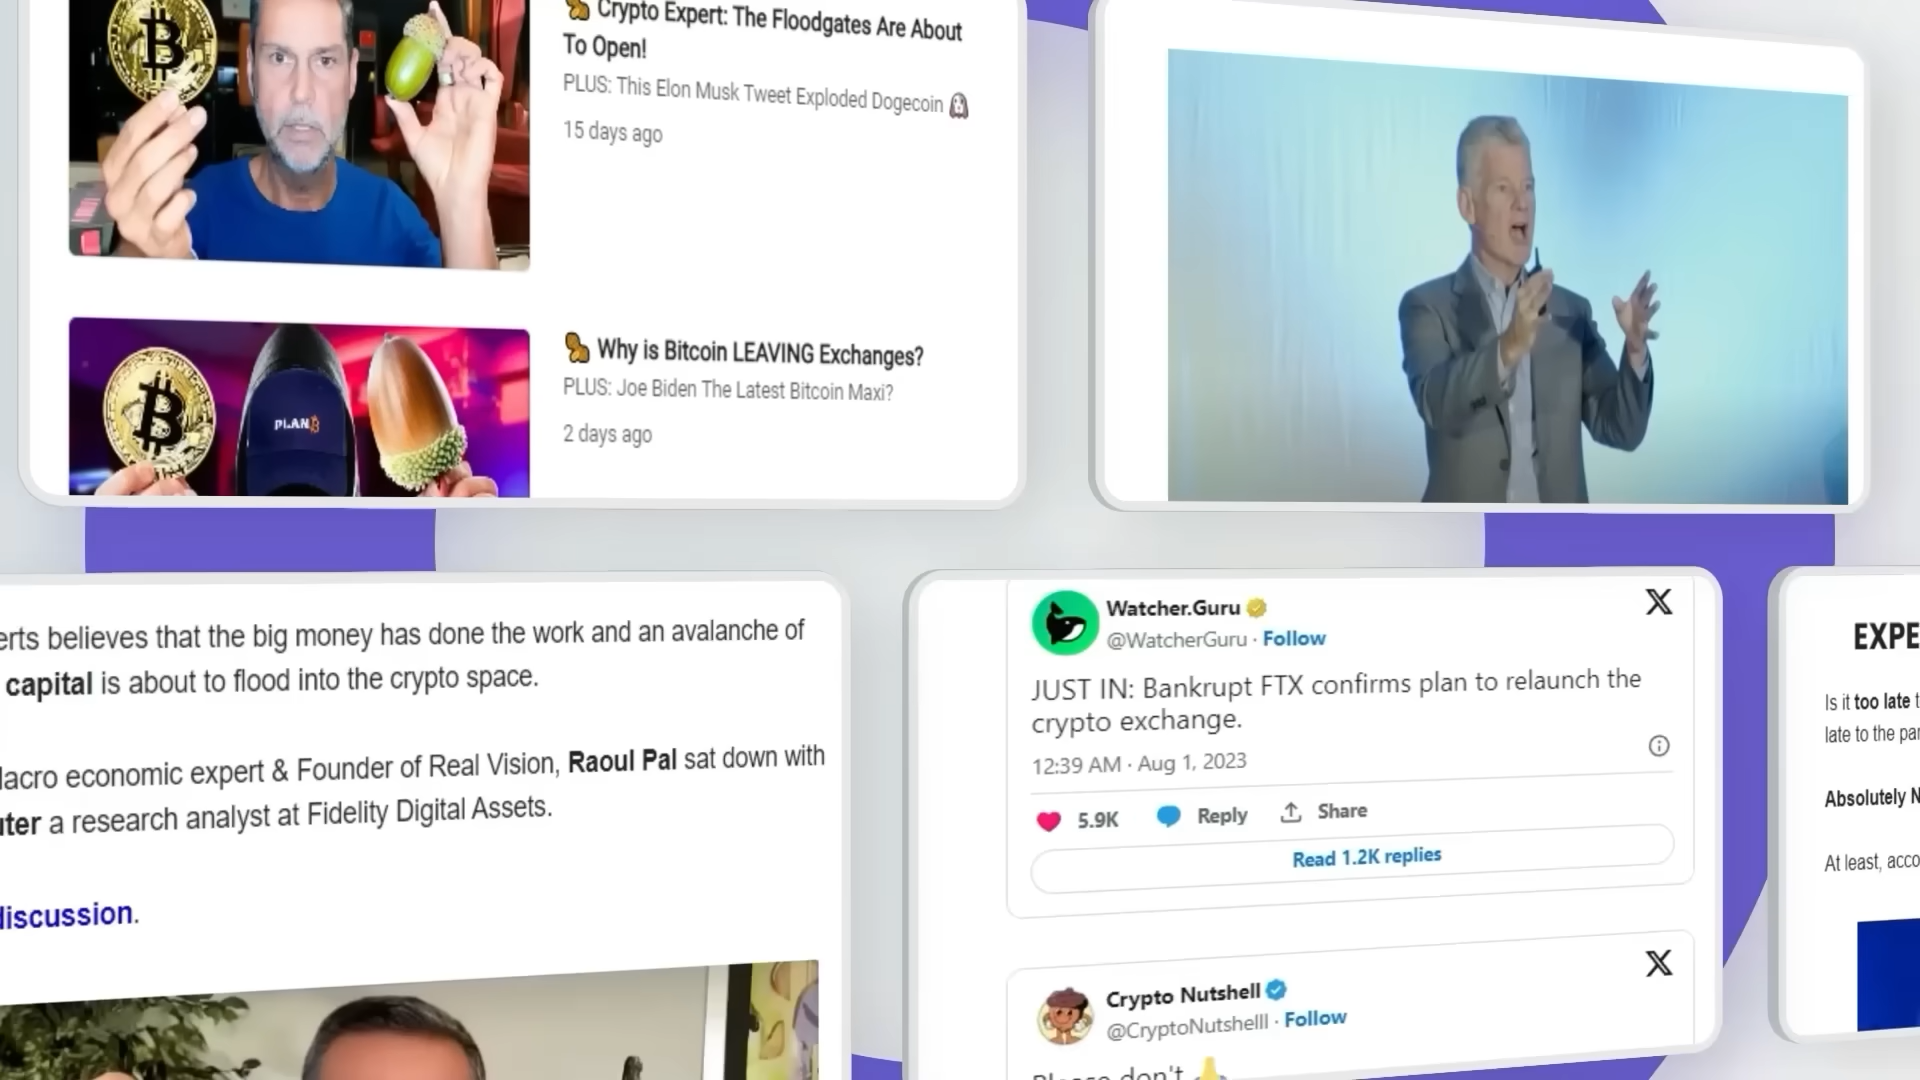 Crypto Expert: The Floodgates Are About
To Open!
PLUS: This Elon Musk Tweet Exploded Dogecoin
15 days ago
PLAN₿
Why is Bitcoin LEAVING Exchanges?
PLUS: Joe Biden The Latest Bitcoin Maxi?
2 days ago
believes that the big money has done the work and an avalanche of
capital is about to flood into the crypto space.
economic expert & Founder of Real Vision, Raoul Pal sat down with
a research analyst at Fidelity Digital Assets.
discussion.
Watcher.Guru
@WatcherGuru · Follow
JUST IN: Bankrupt FTX confirms plan to relaunch the
crypto exchange.
12:39 AM · Aug 1, 2023
5.9K Reply Share
Read 1.2K replies
Crypto Nutshell
@CryptoNutshelll · Follow
Please don't
EXPE
Is it too late
late to the
Absolutely
At least,